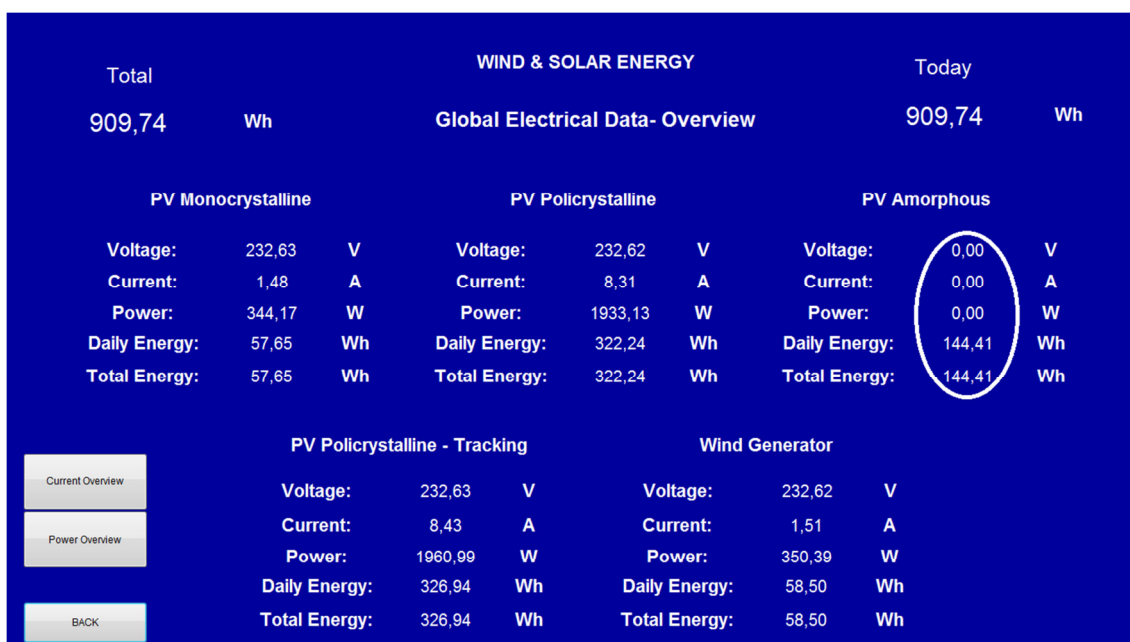 WIND & SOLAR ENERGY
Total
Today
909,74 Wh
Global Electrical Data- Overview
909,74 Wh
PV Monocrystalline
Voltage: 232,63 V
Current: 1,48 A
Power: 344,17 W
Daily Energy: 57,65 Wh
Total Energy: 57,65 Wh
PV Policrystalline
Voltage: 232,62 V
Current: 8,31 A
Power: 1933,13 W
Daily Energy: 322,24 Wh
Total Energy: 322,24 Wh
PV Amorphous
Voltage: 0,00 V
Current: 0,00 A
Power: 0,00 W
Daily Energy: 144,41 Wh
Total Energy: 144,41 Wh
PV Policrystalline - Tracking
Voltage: 232,63 V
Current: 8,43 A
Power: 1960,99 W
Daily Energy: 326,94 Wh
Total Energy: 326,94 Wh
Wind Generator
Voltage: 232,62 V
Current: 1,51 A
Power: 350,39 W
Daily Energy: 58,50 Wh
Total Energy: 58,50 Wh
Current Overview
Power Overview
BACK